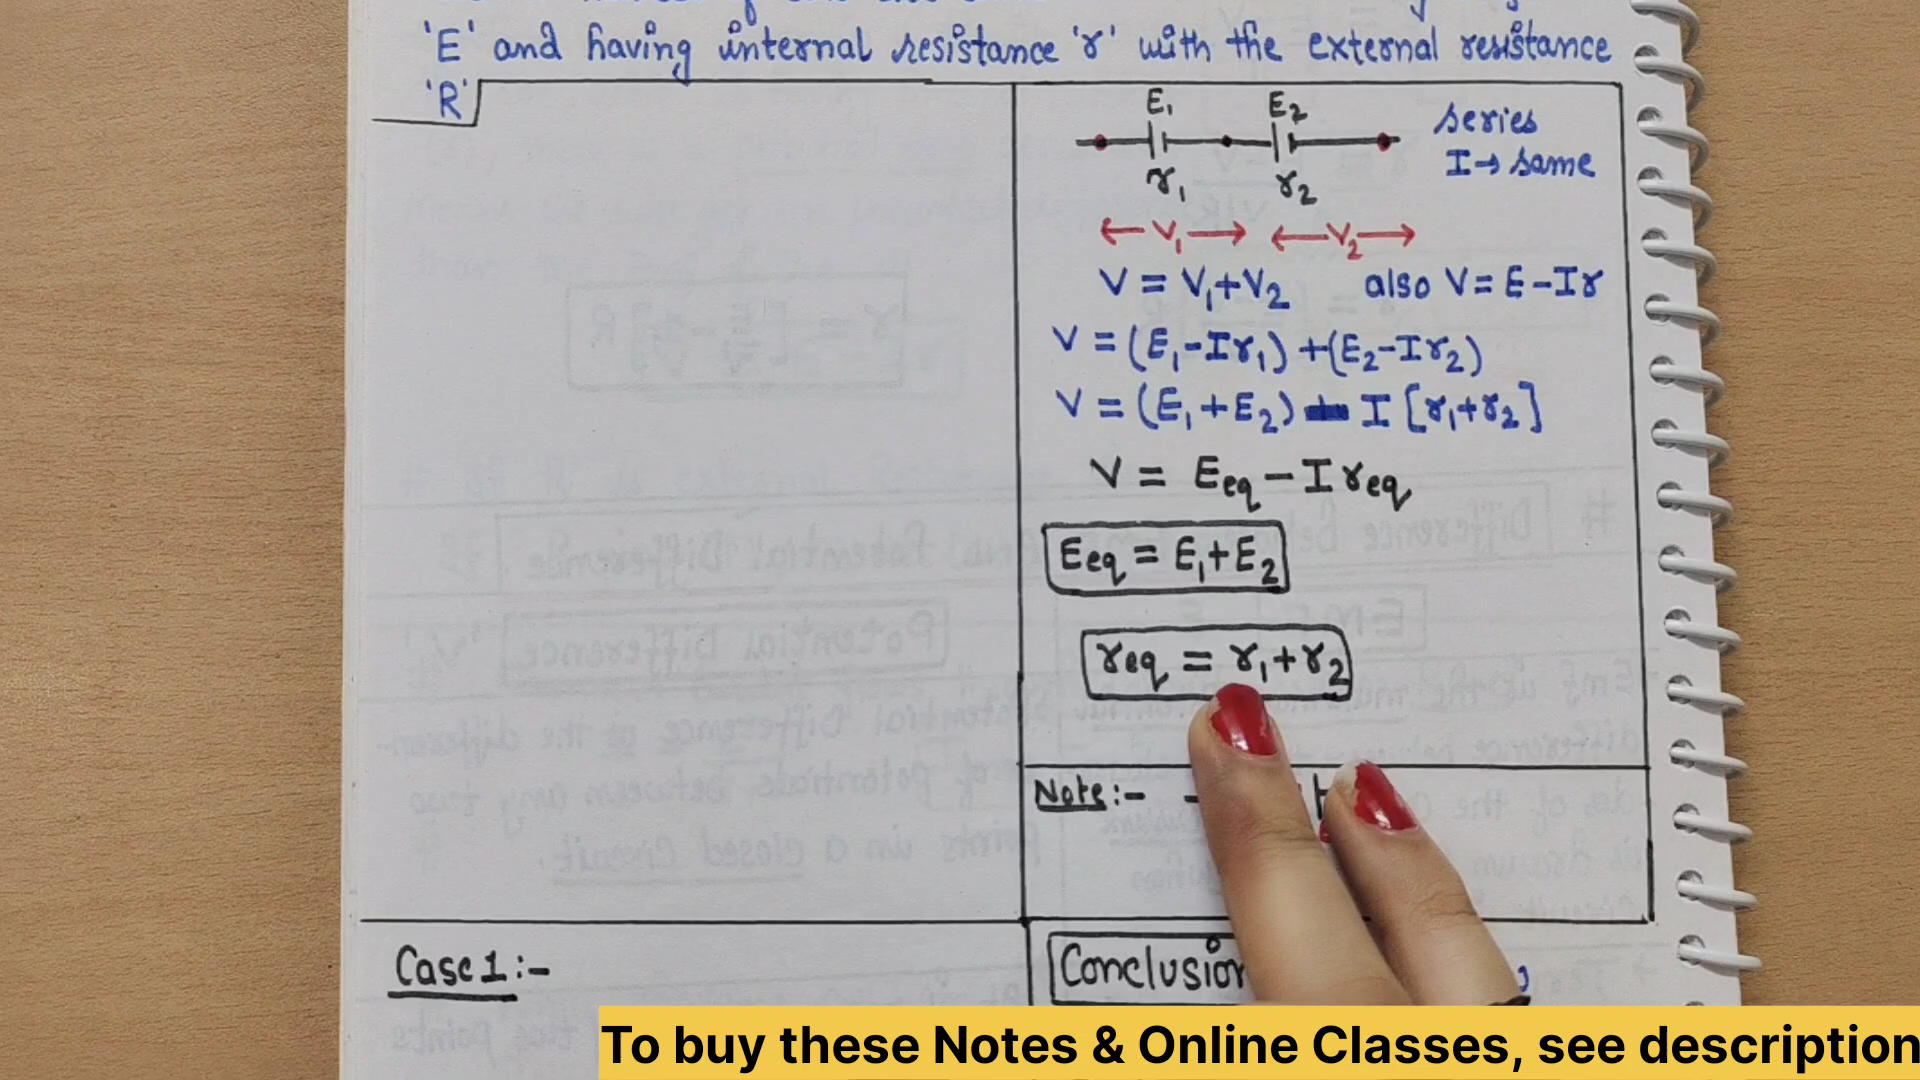 'E' and having internal resistance 'r' with the external resistance
'R'
E₁ E₂
r₁ r₂
series
I→ same
V₁ V₂
V = V₁+V₂ also V = E - Ir
V = (E₁-Ir₁) +(E₂-Ir₂)
V = (E₁+E₂) - I [r₁+r₂]
V = Eeq - I req
Eeq = E₁+E₂
req = r₁+r₂
Note:-
Case 1:-
Conclusion
To buy these Notes & Online Classes, see description